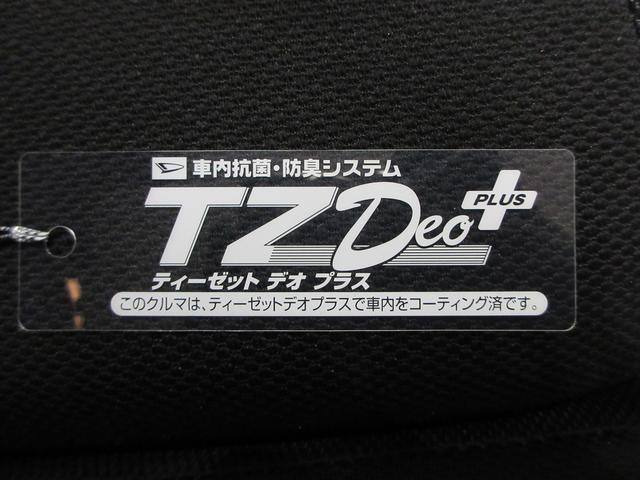 車内抗菌・防臭システム
TZ Deo PLUS
ティーゼット デオ プラス
このクルマは、ティーゼットデオプラスで車内をコーティング済です。